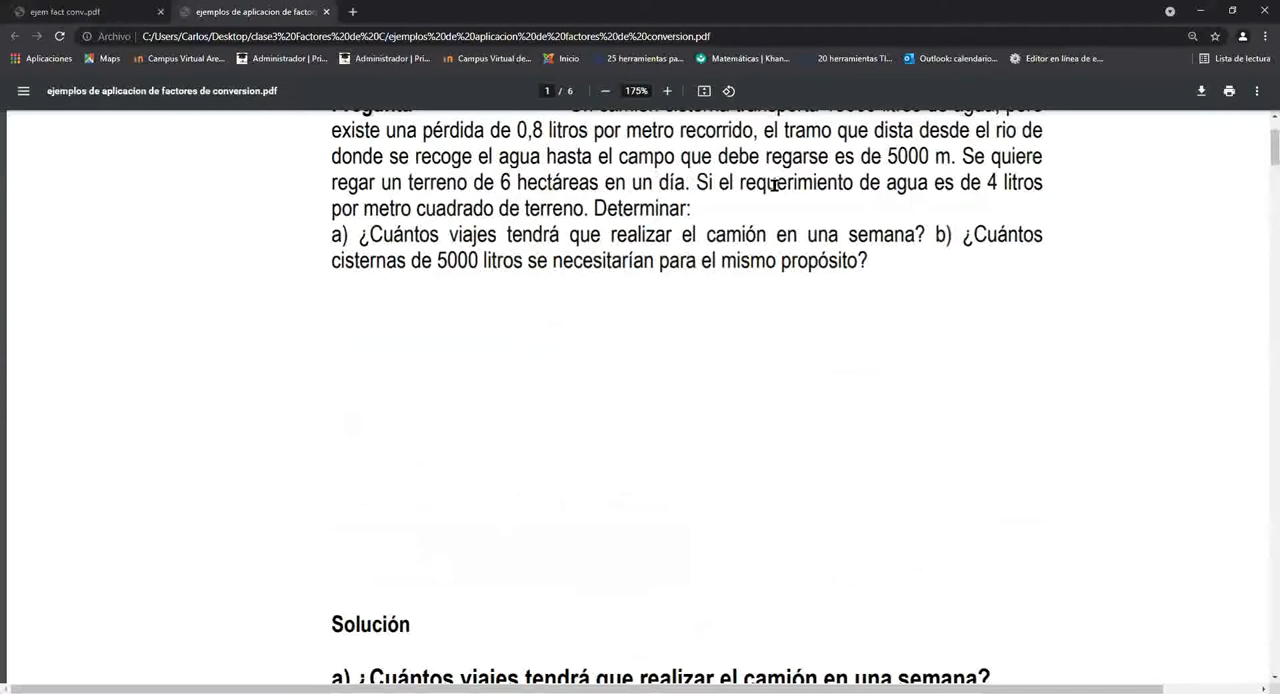 ejem fact conv..pdf
ejemplos de aplicacion de factor
Archivo
C:/Users/Carlos/Desktop/clase3%20Factores%20de%20C/ejemplos%20de%20aplicacion%20de%20factores%20de%20conversion.pdf
Aplicaciones
Maps
Campus Virtual Are...
Administrador | Pri...
Administrador | Pri...
Campus Virtual de...
Inicio
25 herramientas pa...
Matemáticas | Khan...
20 herramientas TI...
Outlook: calendario...
Editor en línea de e...
Lista de lectura
ejemplos de aplicacion de factores de conversion.pdf
1 / 6
175%
existe una pérdida de 0,8 litros por metro recorrido, el tramo que dista desde el rio de
donde se recoge el agua hasta el campo que debe regarse es de 5000 m. Se quiere
regar un terreno de 6 hectáreas en un día. Si el requerimiento de agua es de 4 litros
por metro cuadrado de terreno. Determinar:
a) ¿Cuántos viajes tendrá que realizar el camión en una semana? b) ¿Cuántos
cisternas de 5000 litros se necesitarían para el mismo propósito?
Solución
a) ¿Cuántos viajes tendrá que realizar el camión en una semana?